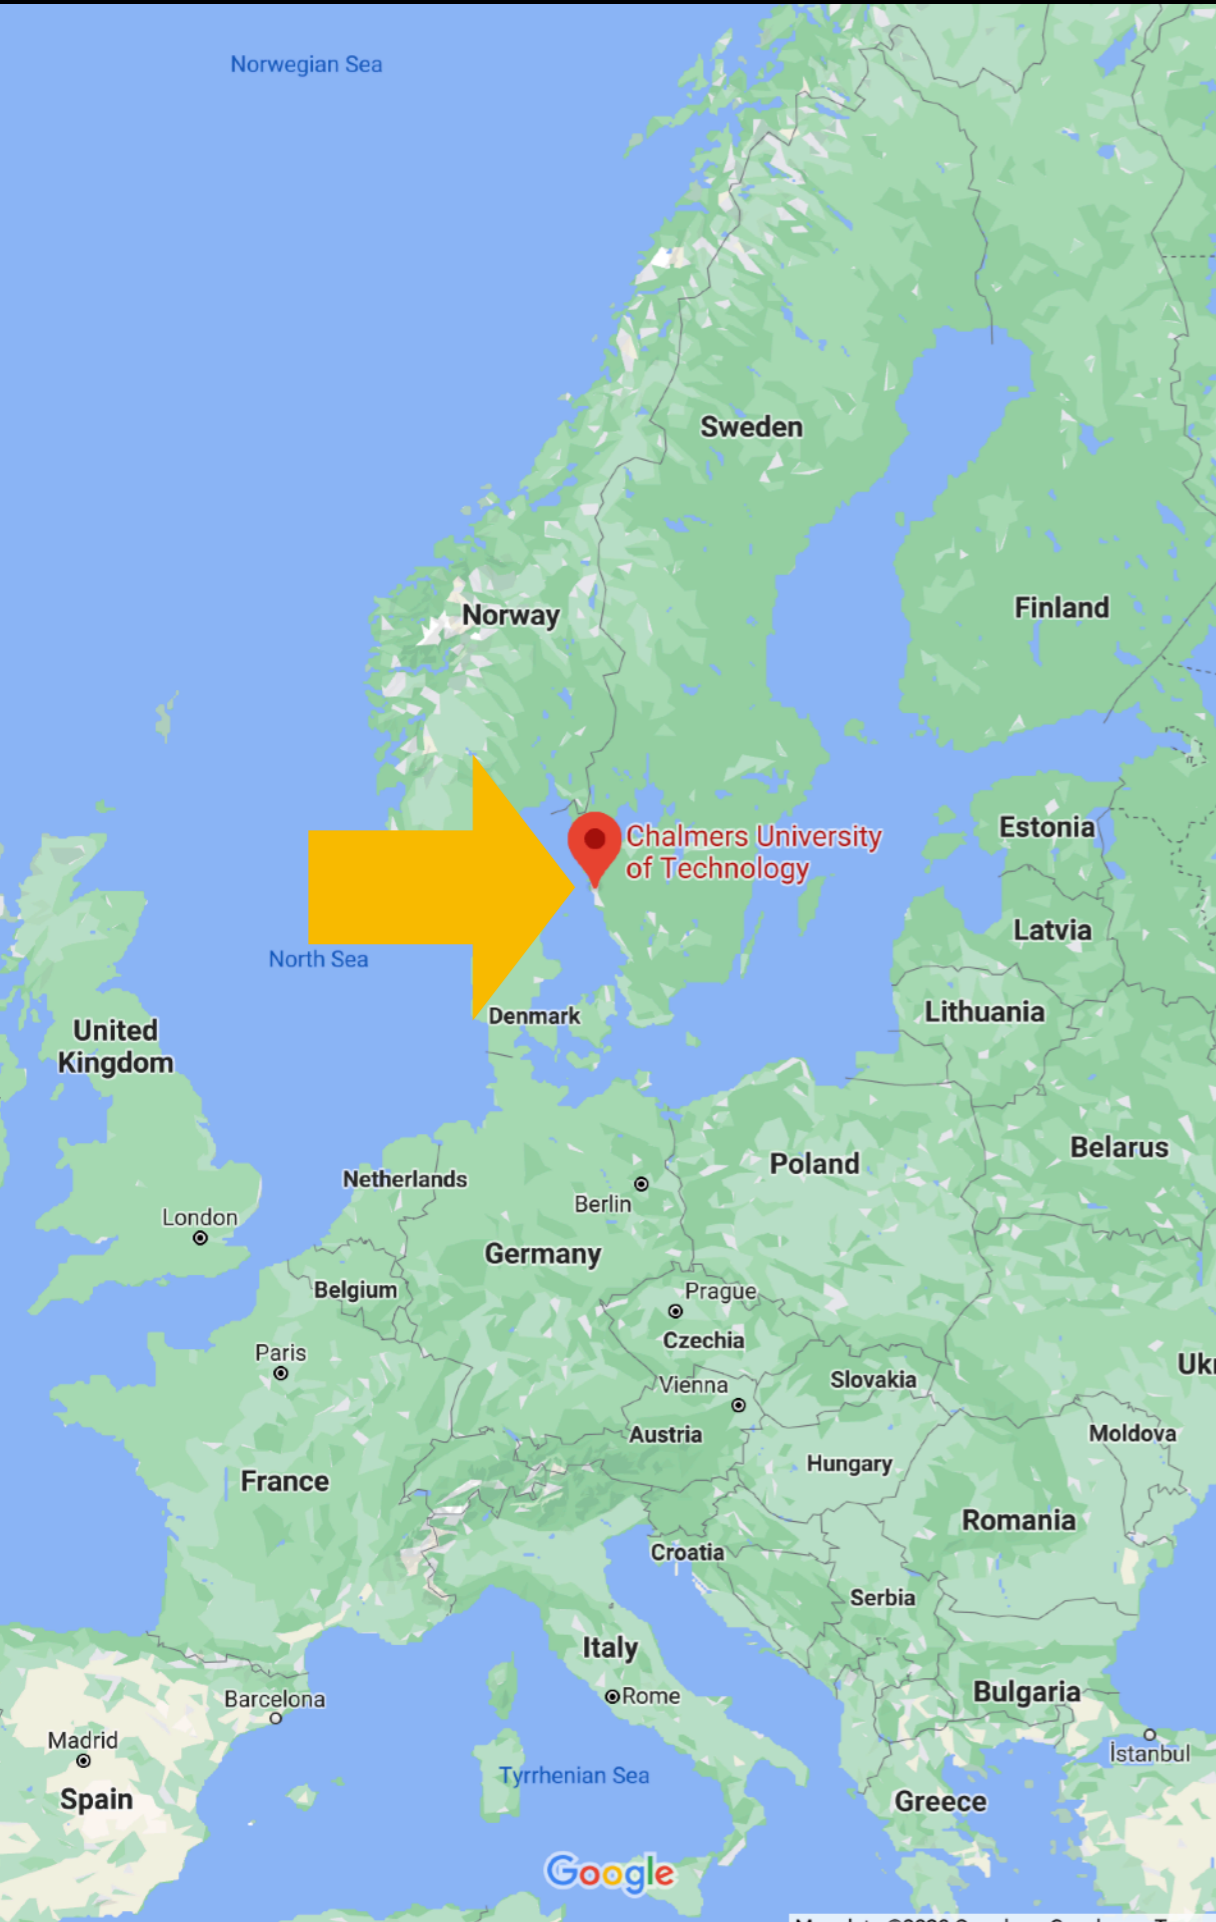 Norwegian Sea
Sweden
Norway
Finland
Chalmers University
of Technology
Estonia
Latvia
North Sea
Denmark
Lithuania
United
Kingdom
Belarus
Poland
Netherlands
Berlin
London
Germany
Belgium
Prague
Czechia
Paris
Ukr
Slovakia
Vienna
Austria
Moldova
Hungary
France
Romania
Croatia
Serbia
Italy
Bulgaria
Rome
Barcelona
Madrid
İstanbul
Tyrrhenian Sea
Spain
Greece
Google